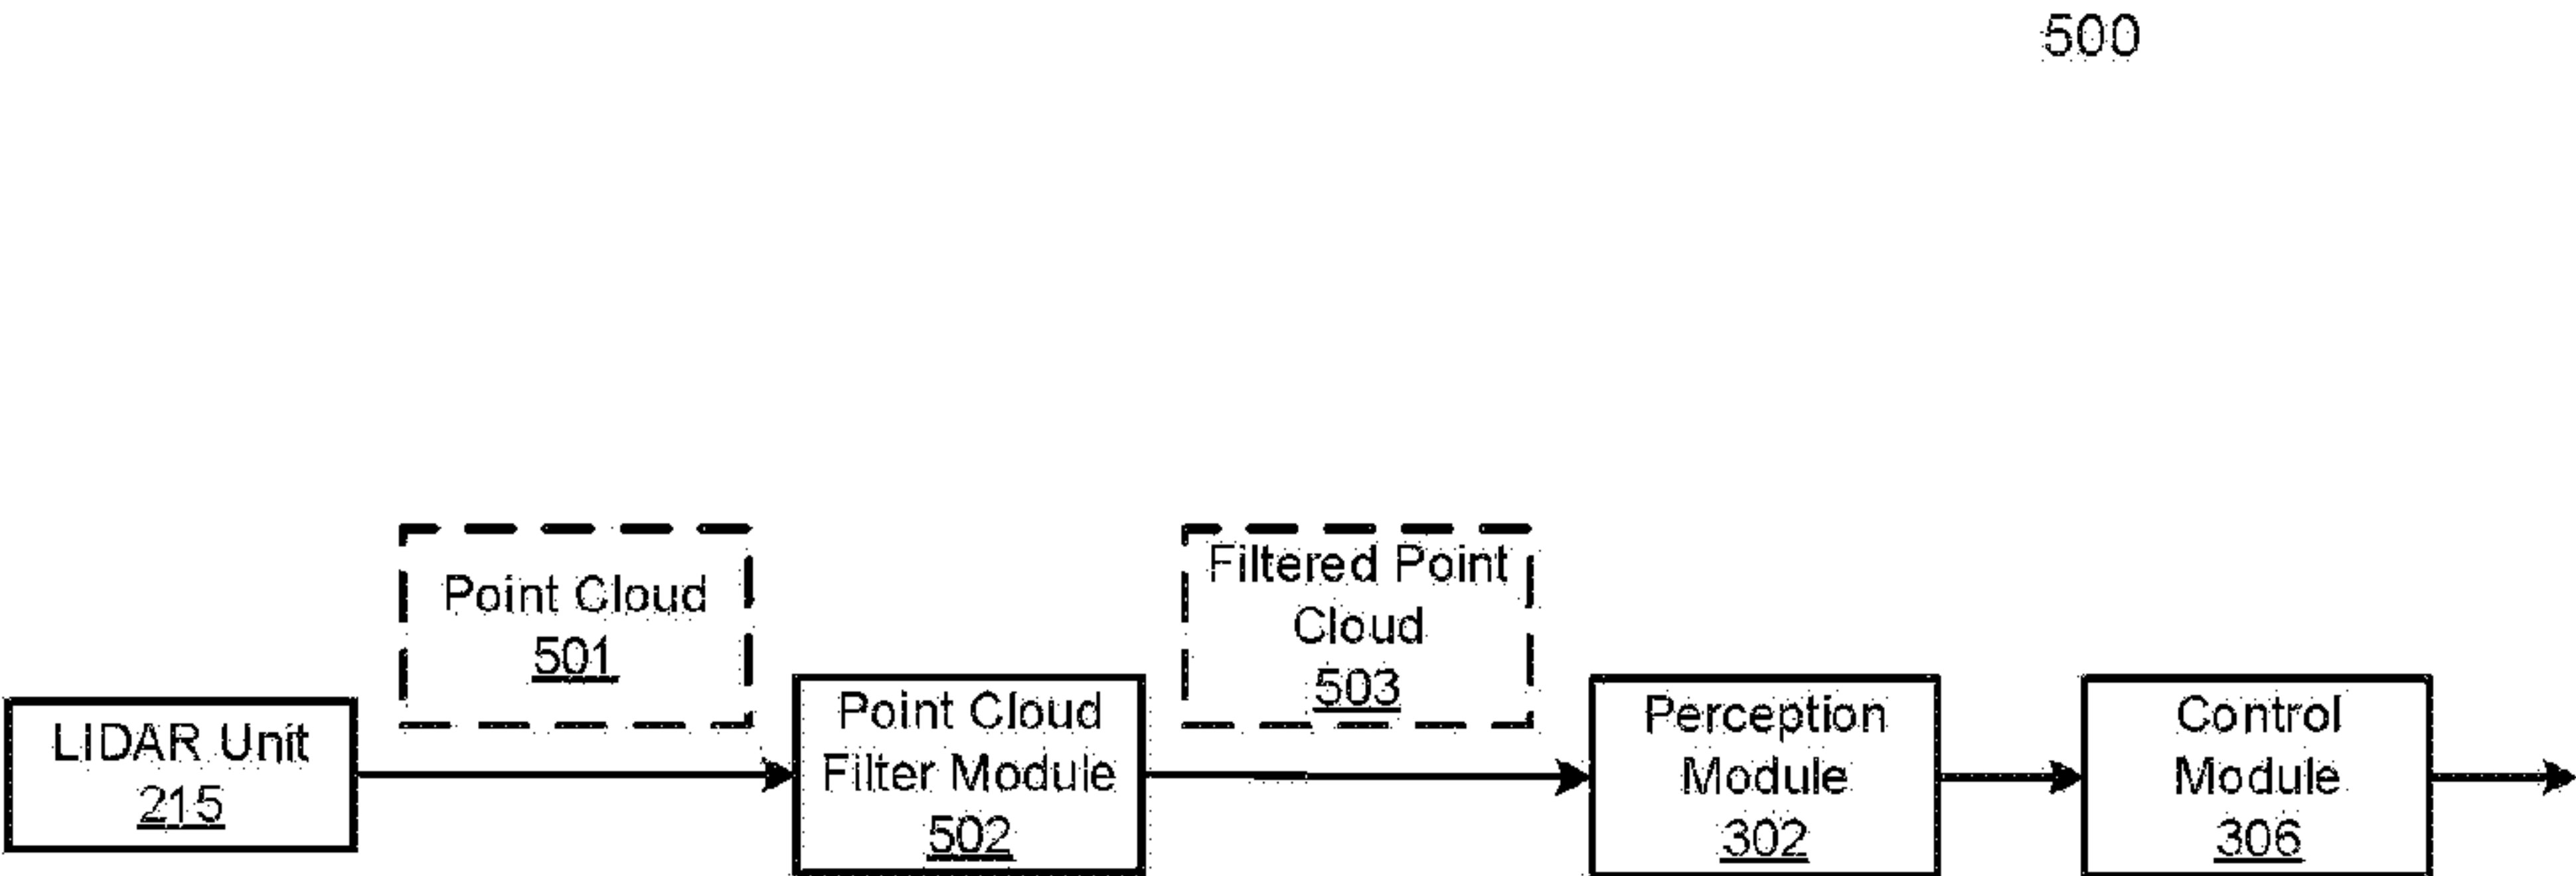 500
Point Cloud
501
Filtered Point
Cloud
503
LIDAR Unit
215
Point Cloud
Filter Module
502
Perception
Module
302
Control
Module
306